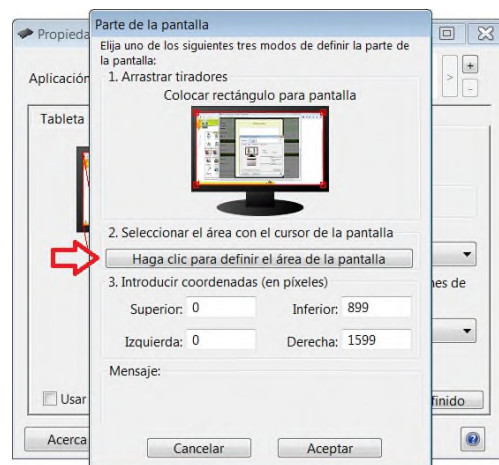 Propieda
Parte de la pantalla
Elija uno de los siguientes tres modos de definir la parte de
la pantalla:
Aplicación
1. Arrastrar tiradores
Colocar rectángulo para pantalla
>
+
-
Tableta
2. Seleccionar el área con el cursor de la pantalla
Haga clic para definir el área de la pantalla
3. Introducir coordenadas (en píxeles)
nes de
Superior: 0 Inferior: 899
Izquierda: 0 Derecha: 1599
Mensaje:
Usar
finido
Acerca
Cancelar Aceptar
?